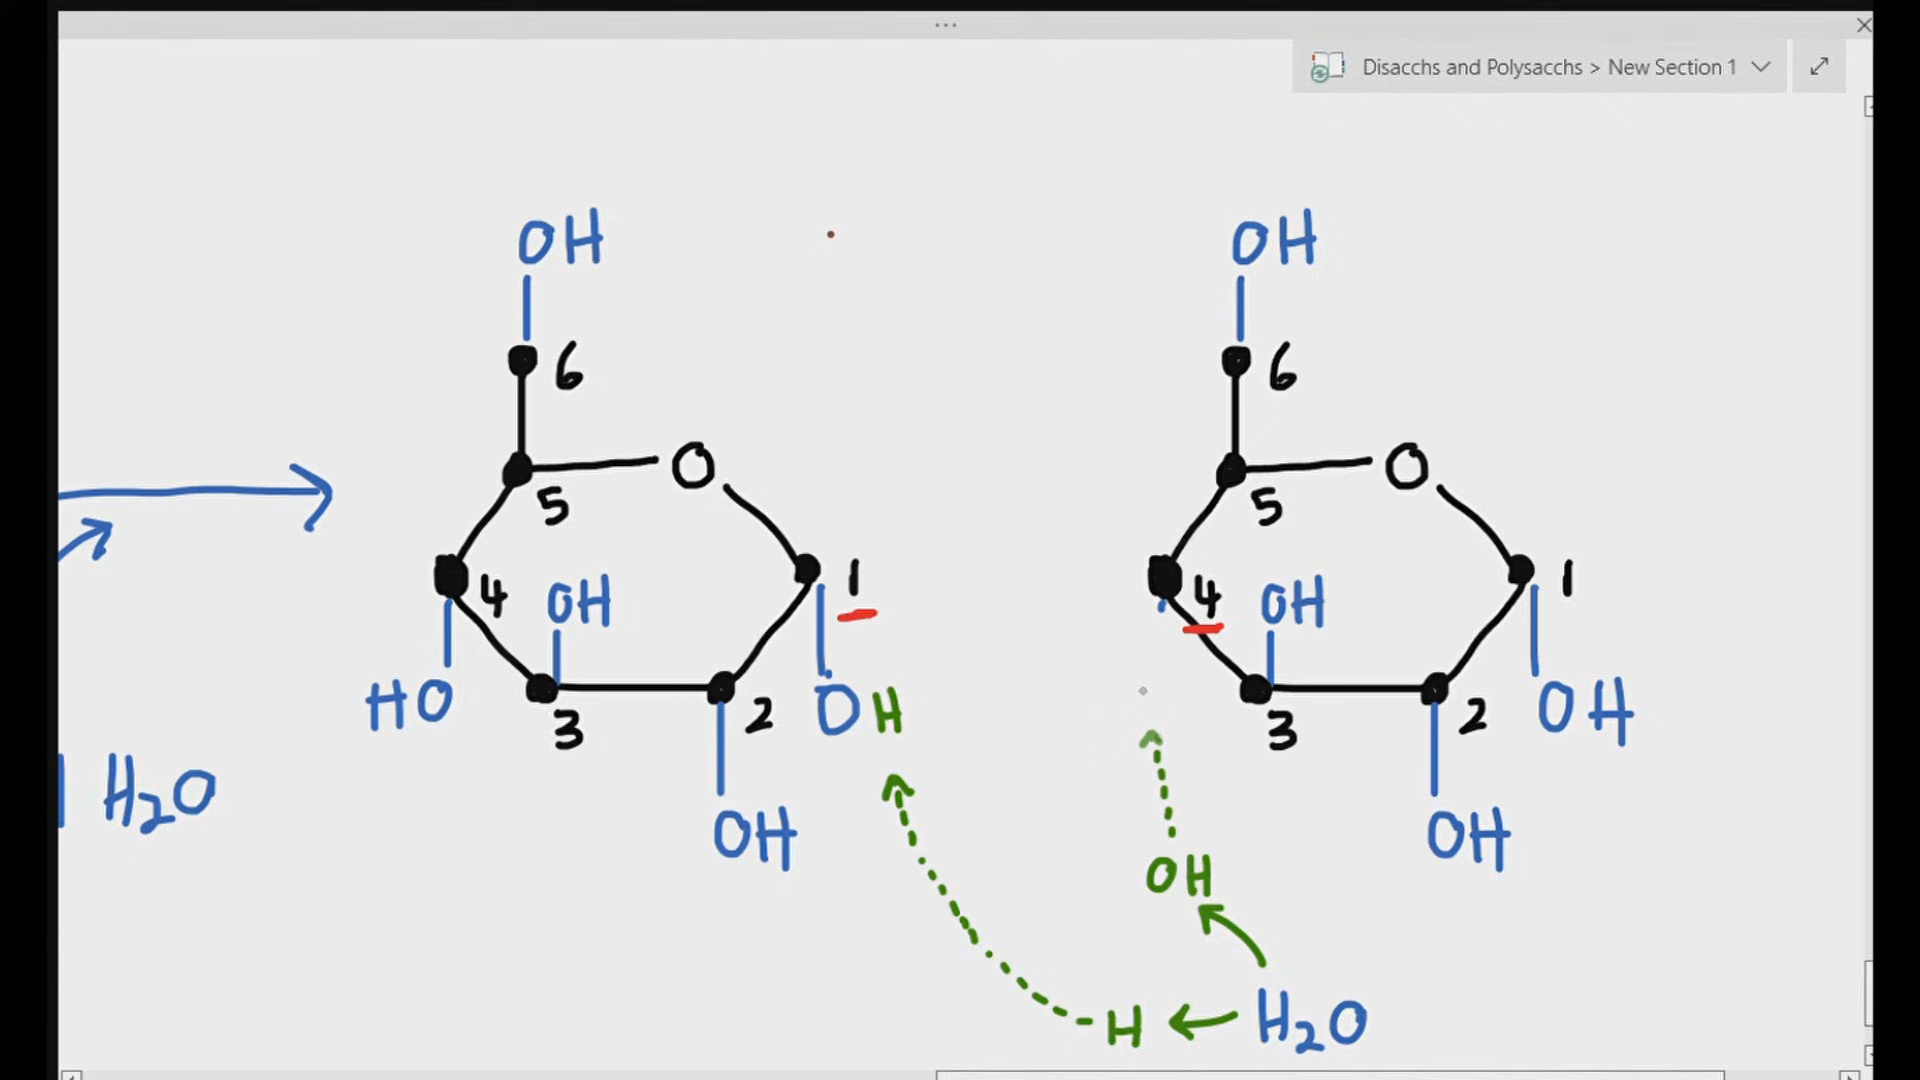 Disacchs and Polysacchs > New Section 1
OH
OH
6
6
O
O
5
5
1
1
4
OH
4
OH
HO
3
2
OH
3
2
OH
H2O
OH
OH
OH
H
H2O